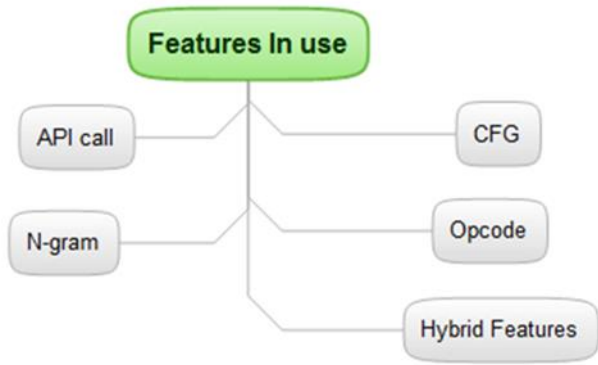 Features In use
API call
CFG
N-gram
Opcode
Hybrid Features